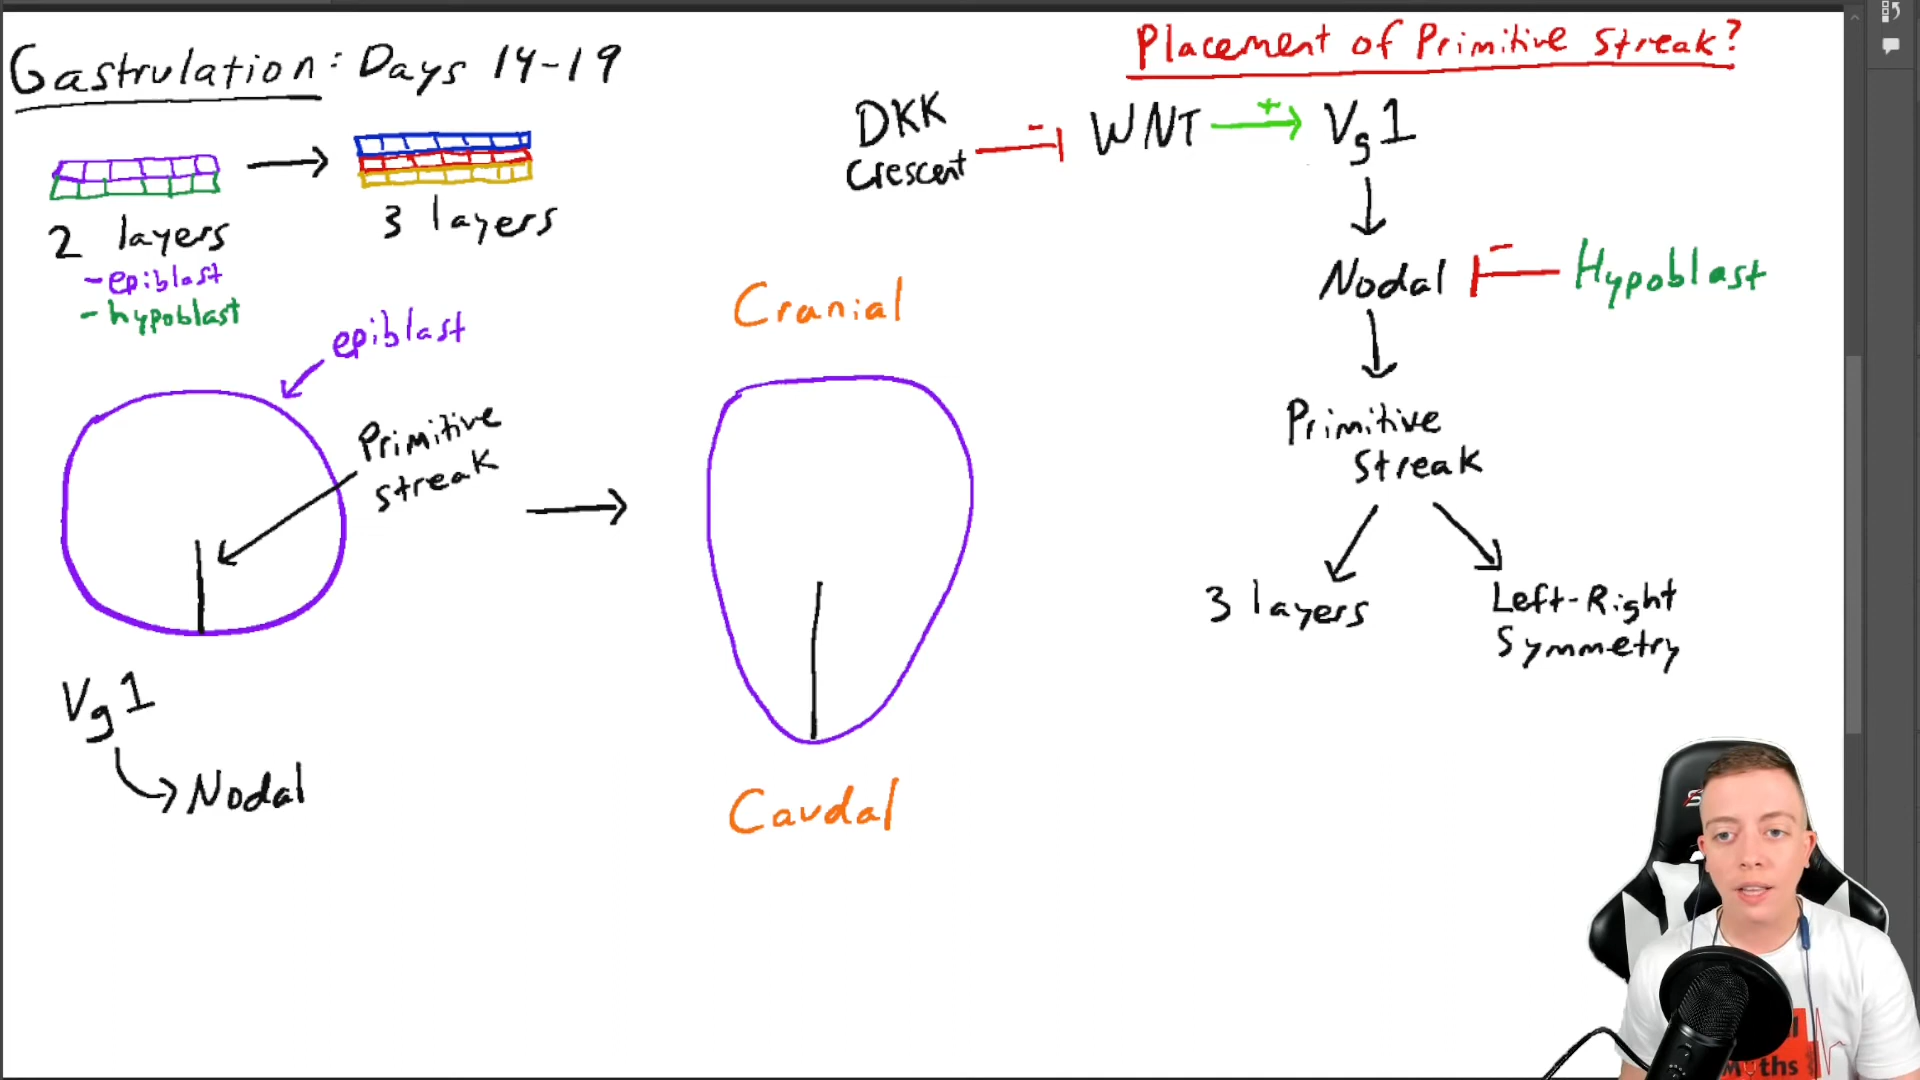 Gastrulation: Days 14-19
2 layers
- epiblast
- hypoblast
3 layers
epiblast
Primitive
streak
Vg1
Nodal
Cranial
Caudal
Placement of Primitive Streak?
DKK
Crescent
-
WNT
+
Vg1
Nodal
-
Hypoblast
Primitive
Streak
3 layers
Left-Right
Symmetry